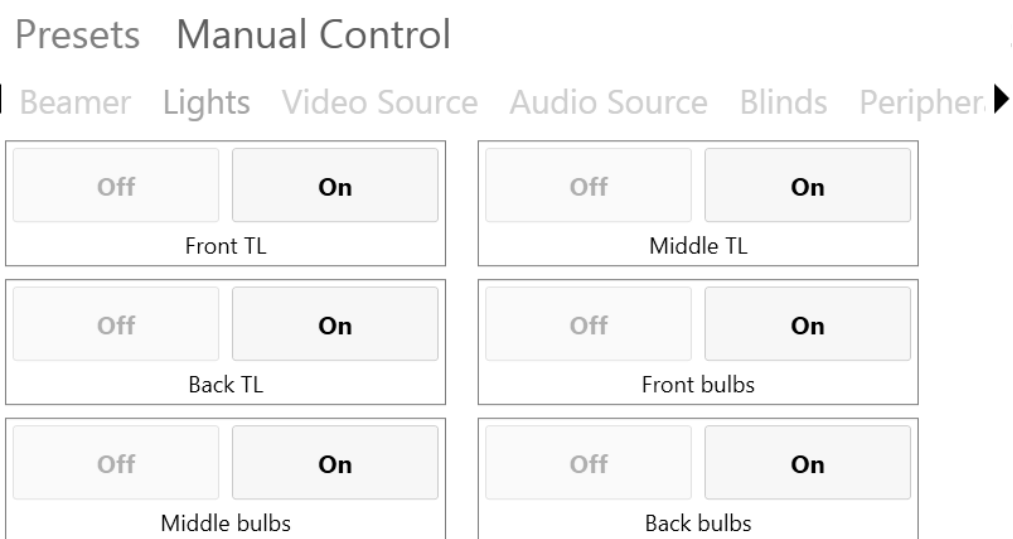 Presets Manual Control
Beamer Lights Video Source Audio Source Blinds
Off On Off On
Front TL Middle TL
Off On Off On
Back TL Front bulbs
Off On Off On
Middle bulbs Back bulbs